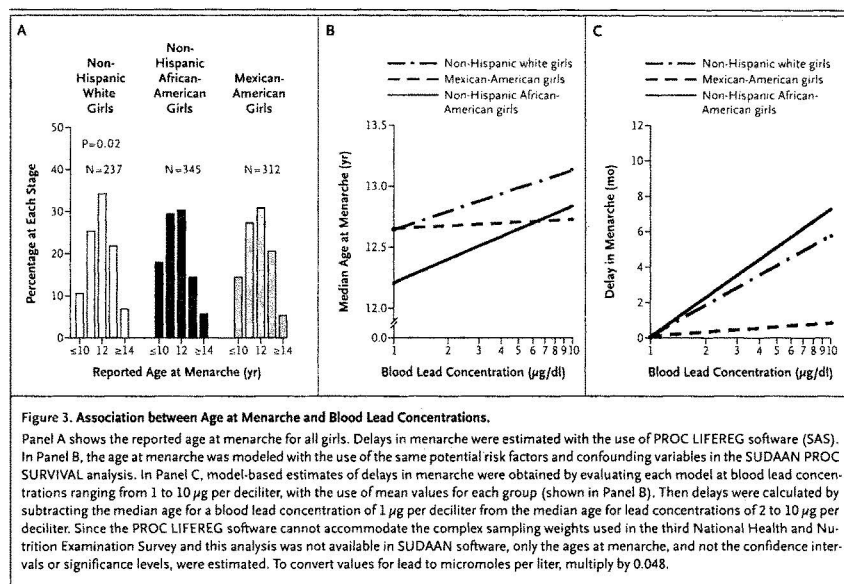 A
Non-
Hispanic
White
Girls
Non-
Hispanic
African-
American
Girls
Mexican-
American
Girls
50
40
30
20
10
0
Percentage at Each Stage
P=0.02
N=237
N=345
N=312
≤10 12 ≥14
≤10 12 ≥14
≤10 12 ≥14
Reported Age at Menarche (yr)
B
Non-Hispanic white girls
Mexican-American girls
Non-Hispanic African-
American girls
13.5
13.0
12.5
12.0
0.0
Median Age at Menarche (yr)
1 2 3 4 5 6 7 8 9 10
Blood Lead Concentration (µg/dl)
C
Non-Hispanic white girls
Mexican-American girls
Non-Hispanic African-
American girls
12
10
8
6
4
2
0
Delay in Menarche (mo)
1 2 3 4 5 6 7 8 9 10
Blood Lead Concentration (µg/dl)
Figure 3. Association between Age at Menarche and Blood Lead Concentrations.
Panel A shows the reported age at menarche for all girls. Delays in menarche were estimated with the use of PROC LIFEREG software (SAS).
In Panel B, the age at menarche was modeled with the use of the same potential risk factors and confounding variables in the SUDAAN PROC
SURVIVAL analysis. In Panel C, model-based estimates of delays in menarche were obtained by evaluating each model at blood lead concen-
trations ranging from 1 to 10 µg per deciliter, with the use of mean values for each group (shown in Panel B). Then delays were calculated by
subtracting the median age for a blood lead concentration of 1 µg per deciliter from the median age for lead concentrations of 2 to 10 µg per
deciliter. Since the PROC LIFEREG software cannot accommodate the complex sampling weights used in the third National Health and Nu-
trition Examination Survey and this analysis was not available in SUDAAN software, only the ages at menarche, and not the confidence inter-
vals or significance levels, were estimated. To convert values for lead to micromoles per liter, multiply by 0.048.